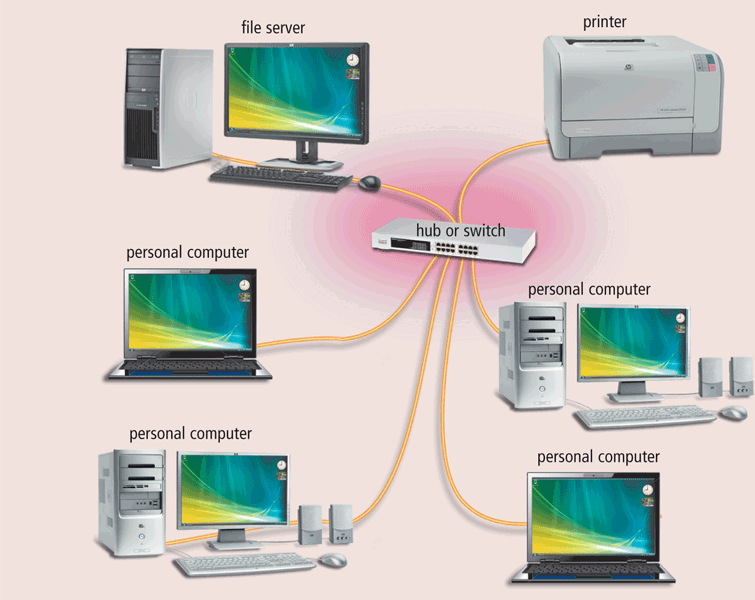 file server
printer
hub or switch
personal computer
personal computer
personal computer
personal computer